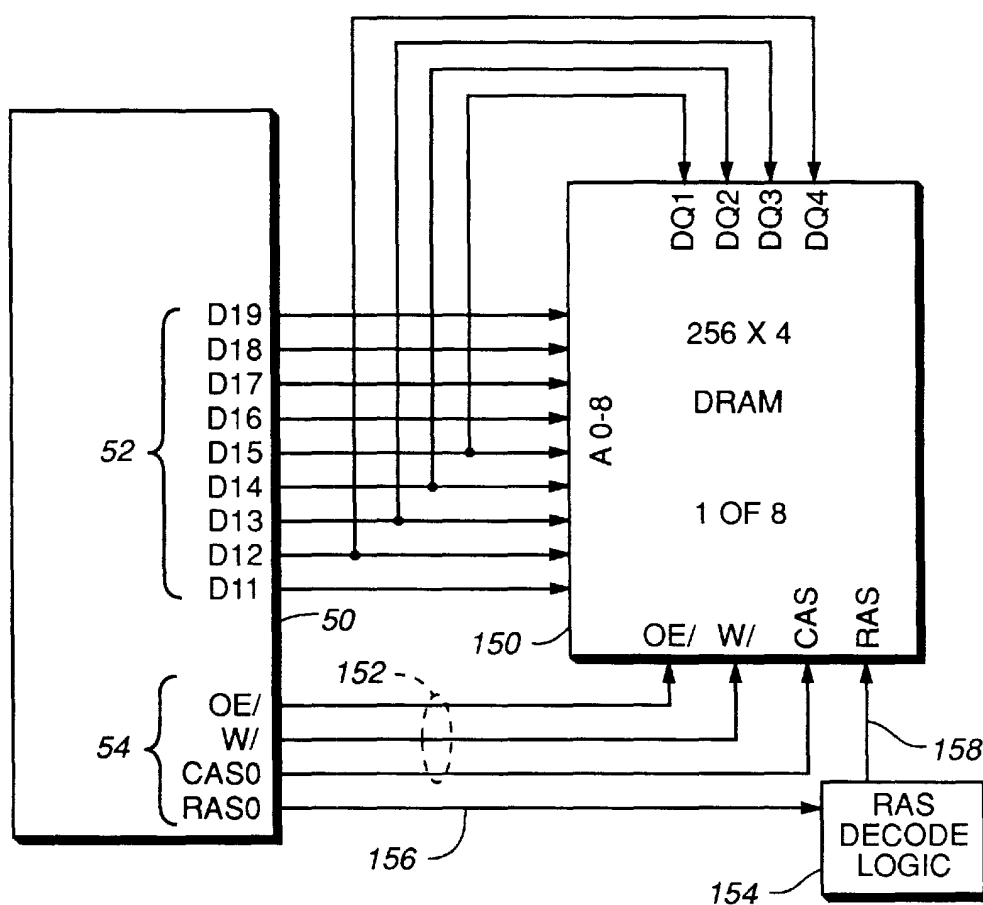 DQ1
DQ2
DQ3
DQ4
D19
D18
D17
D16
D15
D14
D13
D12
D11
52
A 0-8
256 X 4
DRAM
1 OF 8
50
150
OE/
W/
CAS
RAS
152
54
OE/
W/
CAS0
RAS0
156
158
RAS
DECODE
LOGIC
154